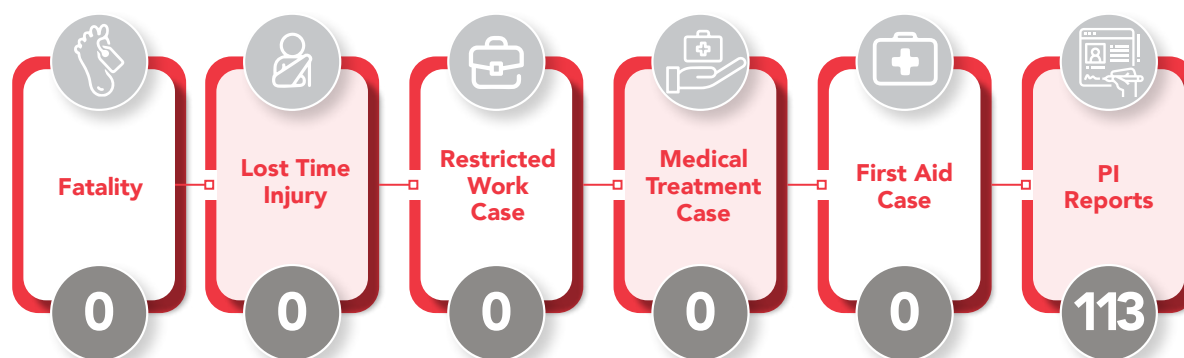 Fatality
0
Lost Time
Injury
0
Restricted
Work
Case
0
Medical
Treatment
Case
0
First Aid
Case
0
PI
Reports
113